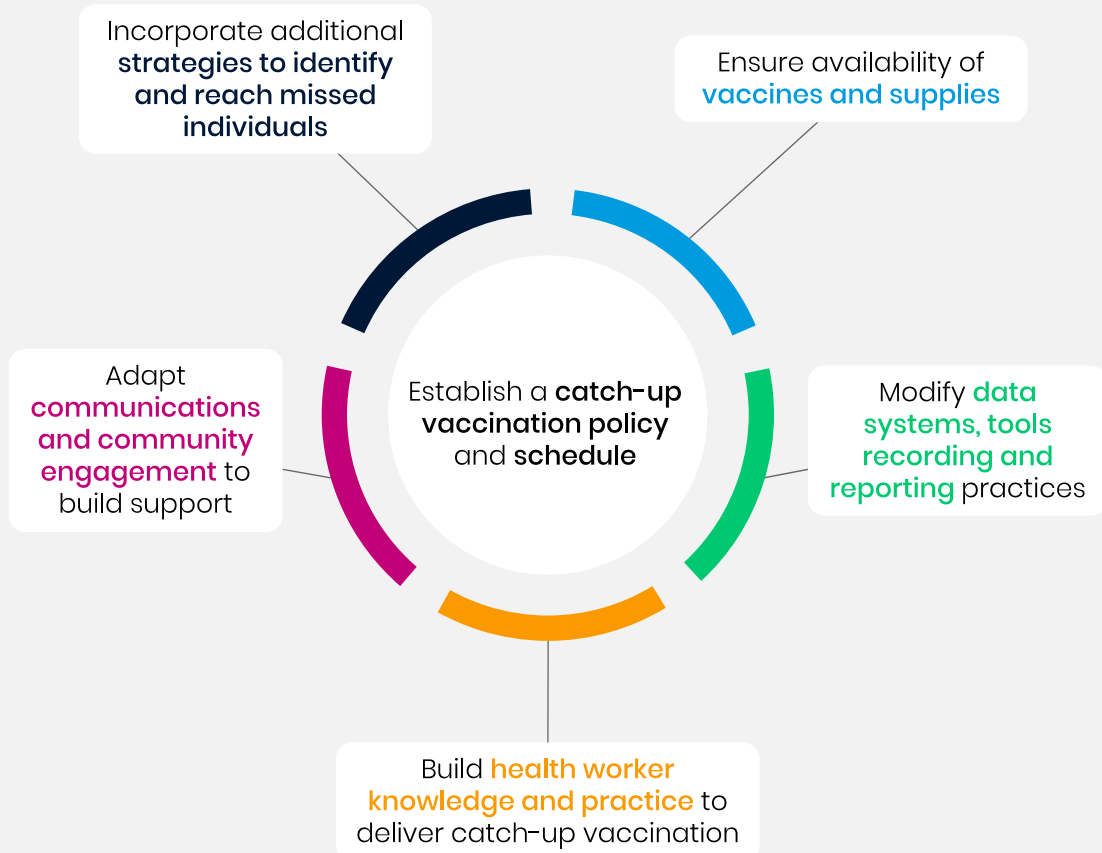 Incorporate additional
strategies to identify
and reach missed
individuals
Ensure availability of
vaccines and supplies
Establish a catch-up
vaccination policy
and schedule
Adapt
communications
and community
engagement to
build support
Modify data
systems, tools
recording and
reporting practices
Build health worker
knowledge and practice to
deliver catch-up vaccination